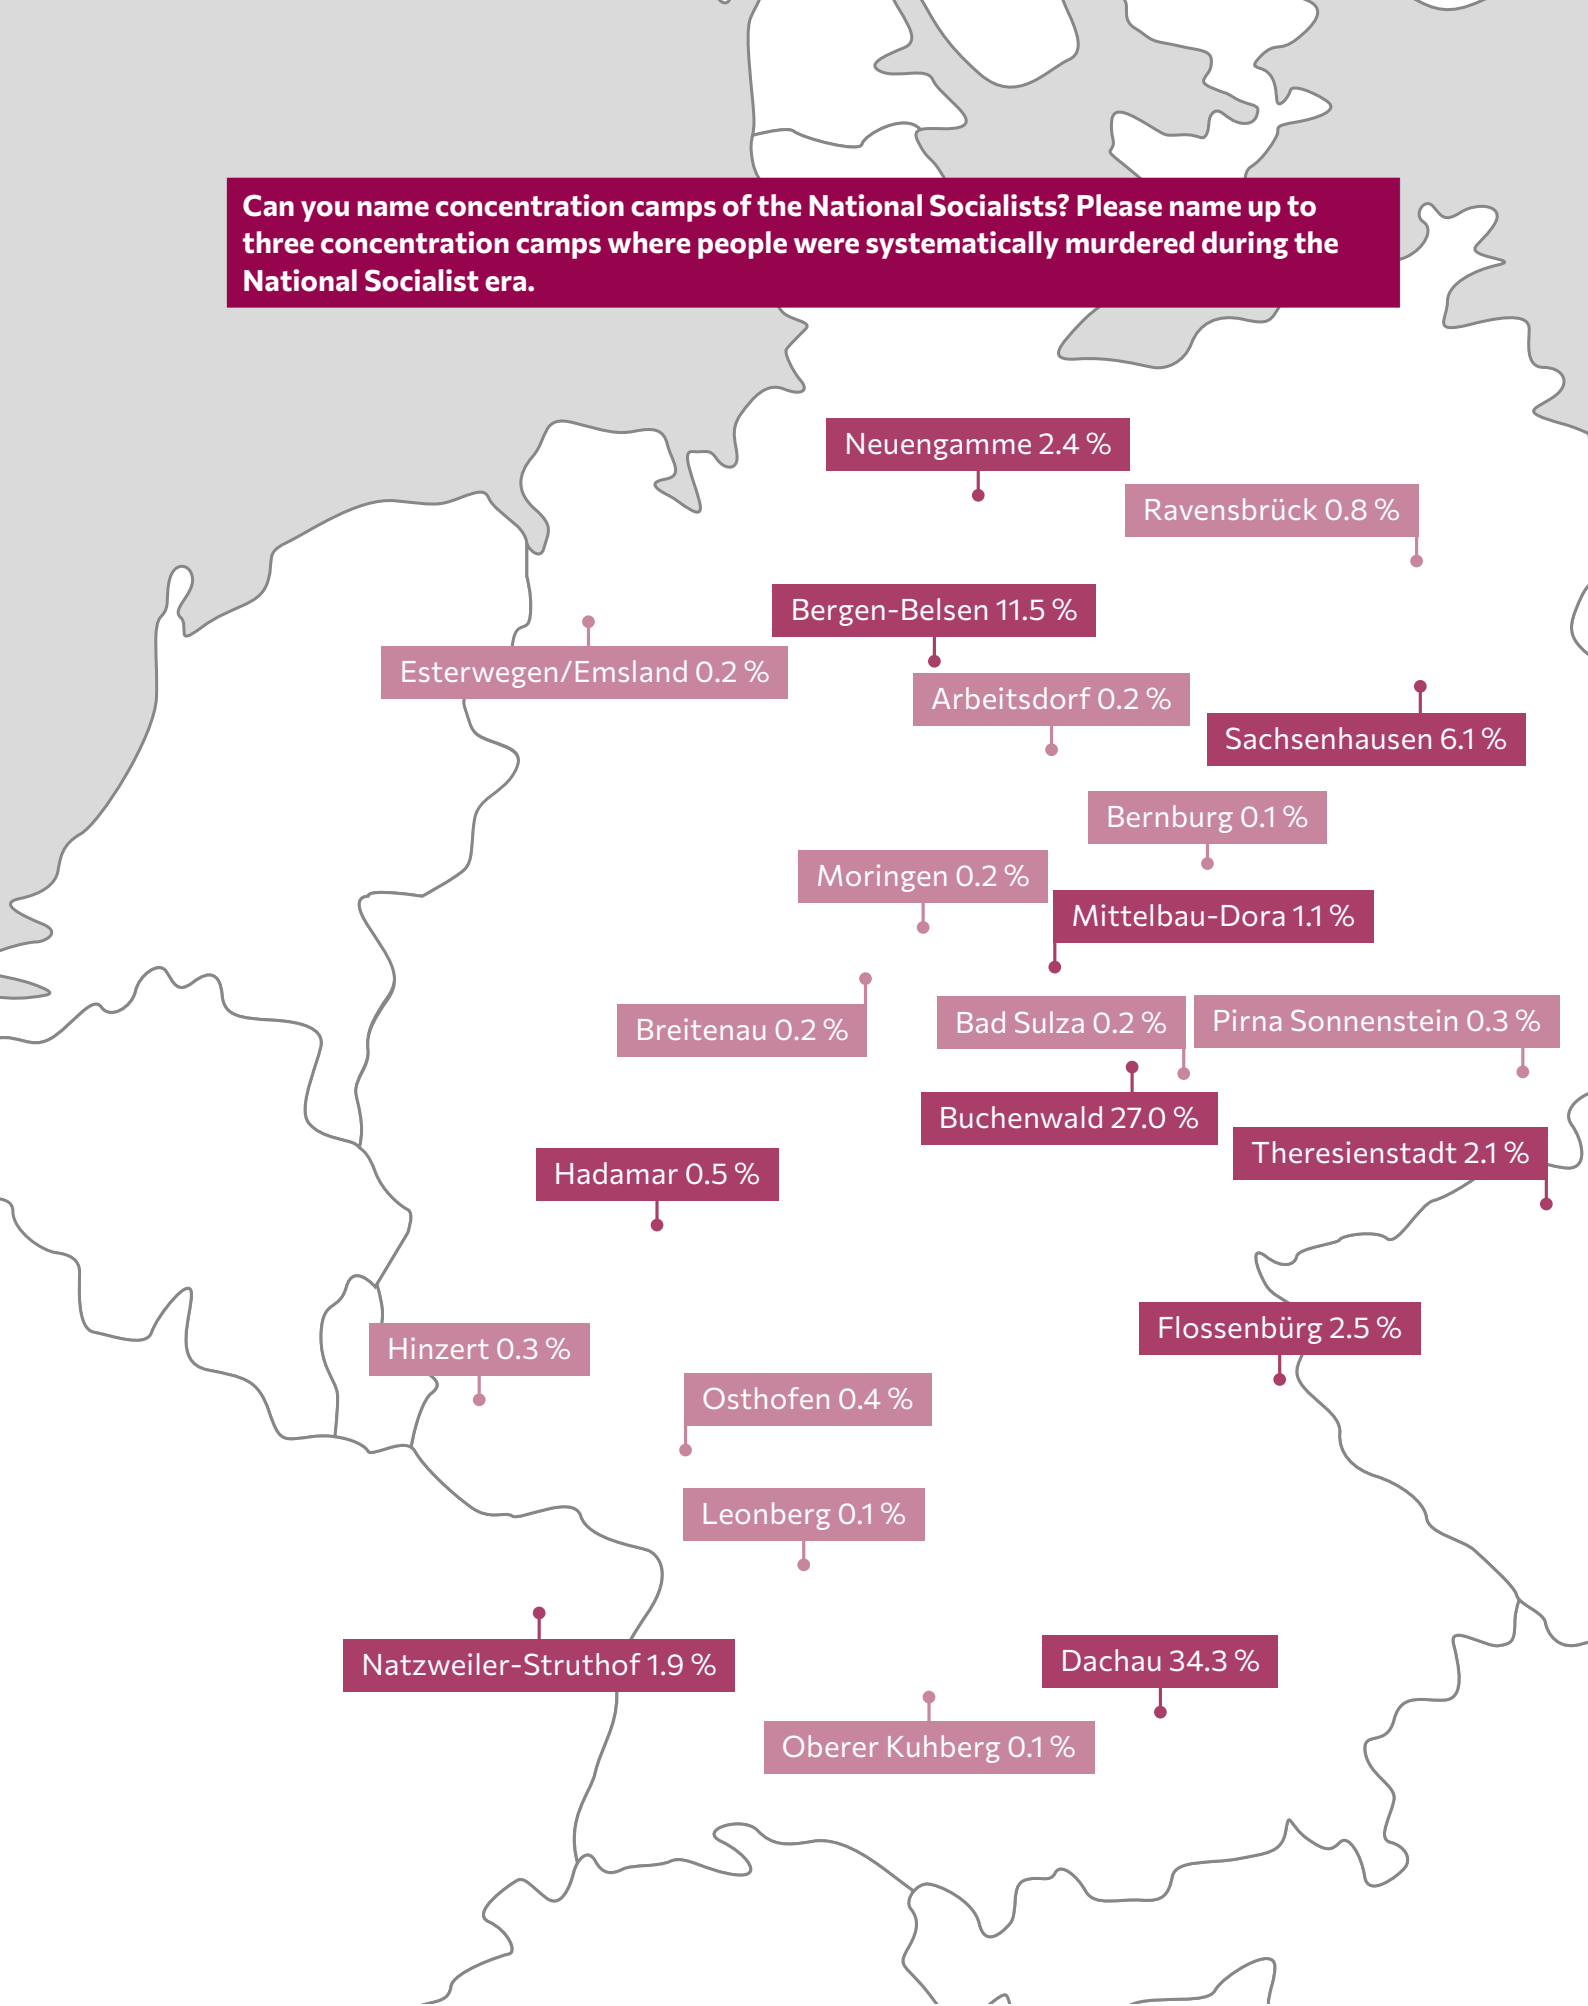 Can you name concentration camps of the National Socialists? Please name up to
three concentration camps where people were systematically murdered during the
National Socialist era.
Neuengamme 2.4 %
Ravensbrück 0.8 %
Bergen-Belsen 11.5 %
Esterwegen/Emsland 0.2 %
Arbeitsdorf 0.2 %
Sachsenhausen 6.1 %
Bernburg 0.1 %
Moringen 0.2 %
Mittelbau-Dora 1.1 %
Breitenau 0.2 %
Bad Sulza 0.2 %
Pirna Sonnenstein 0.3 %
Buchenwald 27.0 %
Theresienstadt 2.1 %
Hadamar 0.5 %
Flossenbürg 2.5 %
Hinzert 0.3 %
Osthofen 0.4 %
Leonberg 0.1 %
Natzweiler-Struthof 1.9 %
Dachau 34.3 %
Oberer Kuhberg 0.1 %